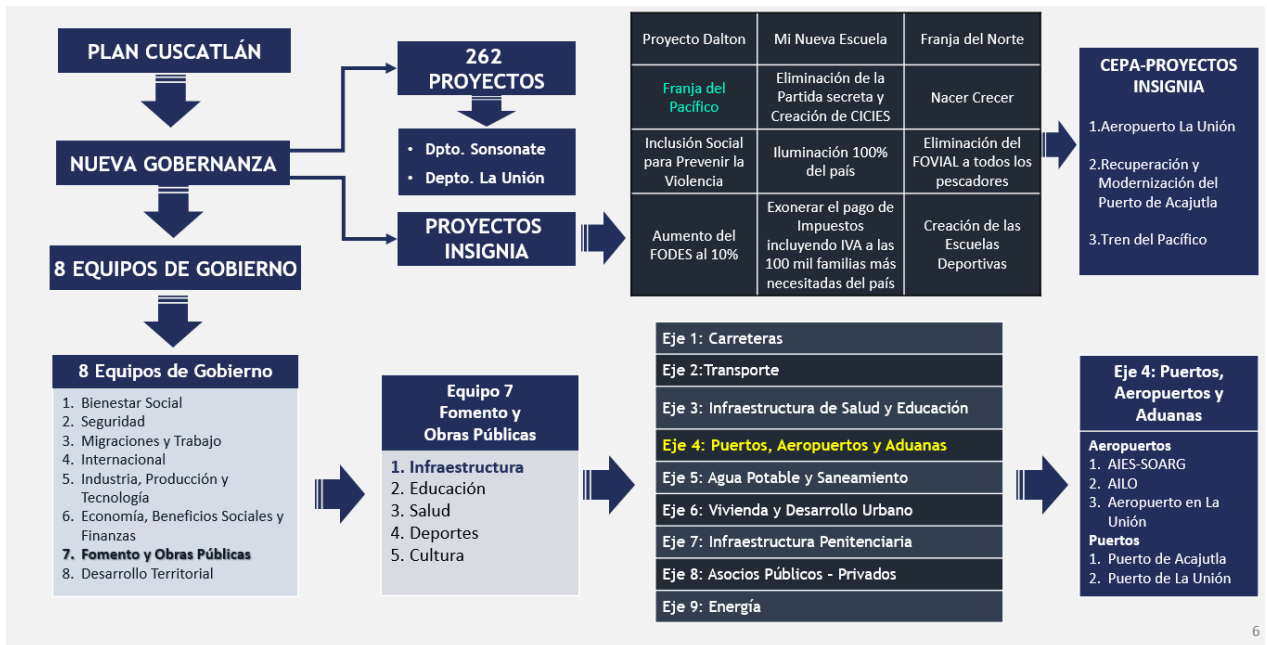 PLAN CUSCATLÁN
NUEVA GOBERNANZA
8 EQUIPOS DE GOBIERNO
262
PROYECTOS
• Dpto. Sonsonate
• Depto. La Unión
PROYECTOS
INSIGNIA
Proyecto Dalton
Mi Nueva Escuela
Franja del Norte
Franja del
Pacífico
Eliminación de la
Partida secreta y
Creación de CICIES
Nacer Crecer
Inclusión Social
para Prevenir la
Violencia
Iluminación 100%
del país
Eliminación del
FOVIAL a todos los
pescadores
Aumento del
FODES al 10%
Exonerar el pago de
Impuestos
incluyendo IVA a las
100 mil familias más
necesitadas del país
Creación de las
Escuelas
Deportivas
CEPA-PROYECTOS
INSIGNIA
1.Aeropuerto La Unión
2.Recuperación y
Modernización del
Puerto de Acajutla
3.Tren del Pacífico
8 Equipos de Gobierno
1. Bienestar Social
2. Seguridad
3. Migraciones y Trabajo
4. Internacional
5. Industria, Producción y
Tecnología
6. Economía, Beneficios Sociales y
Finanzas
7. Fomento y Obras Públicas
8. Desarrollo Territorial
Equipo 7
Fomento y
Obras Públicas
1. Infraestructura
2. Educación
3. Salud
4. Deportes
5. Cultura
Eje 1: Carreteras
Eje 2:Transporte
Eje 3: Infraestructura de Salud y Educación
Eje 4: Puertos, Aeropuertos y Aduanas
Eje 5: Agua Potable y Saneamiento
Eje 6: Vivienda y Desarrollo Urbano
Eje 7: Infraestructura Penitenciaria
Eje 8: Asocios Públicos - Privados
Eje 9: Energía
Eje 4: Puertos,
Aeropuertos y
Aduanas
Aeropuertos
1. AIES-SOARG
2. AILO
3. Aeropuerto en La
Unión
Puertos
1. Puerto de Acajutla
2. Puerto de La Unión
6